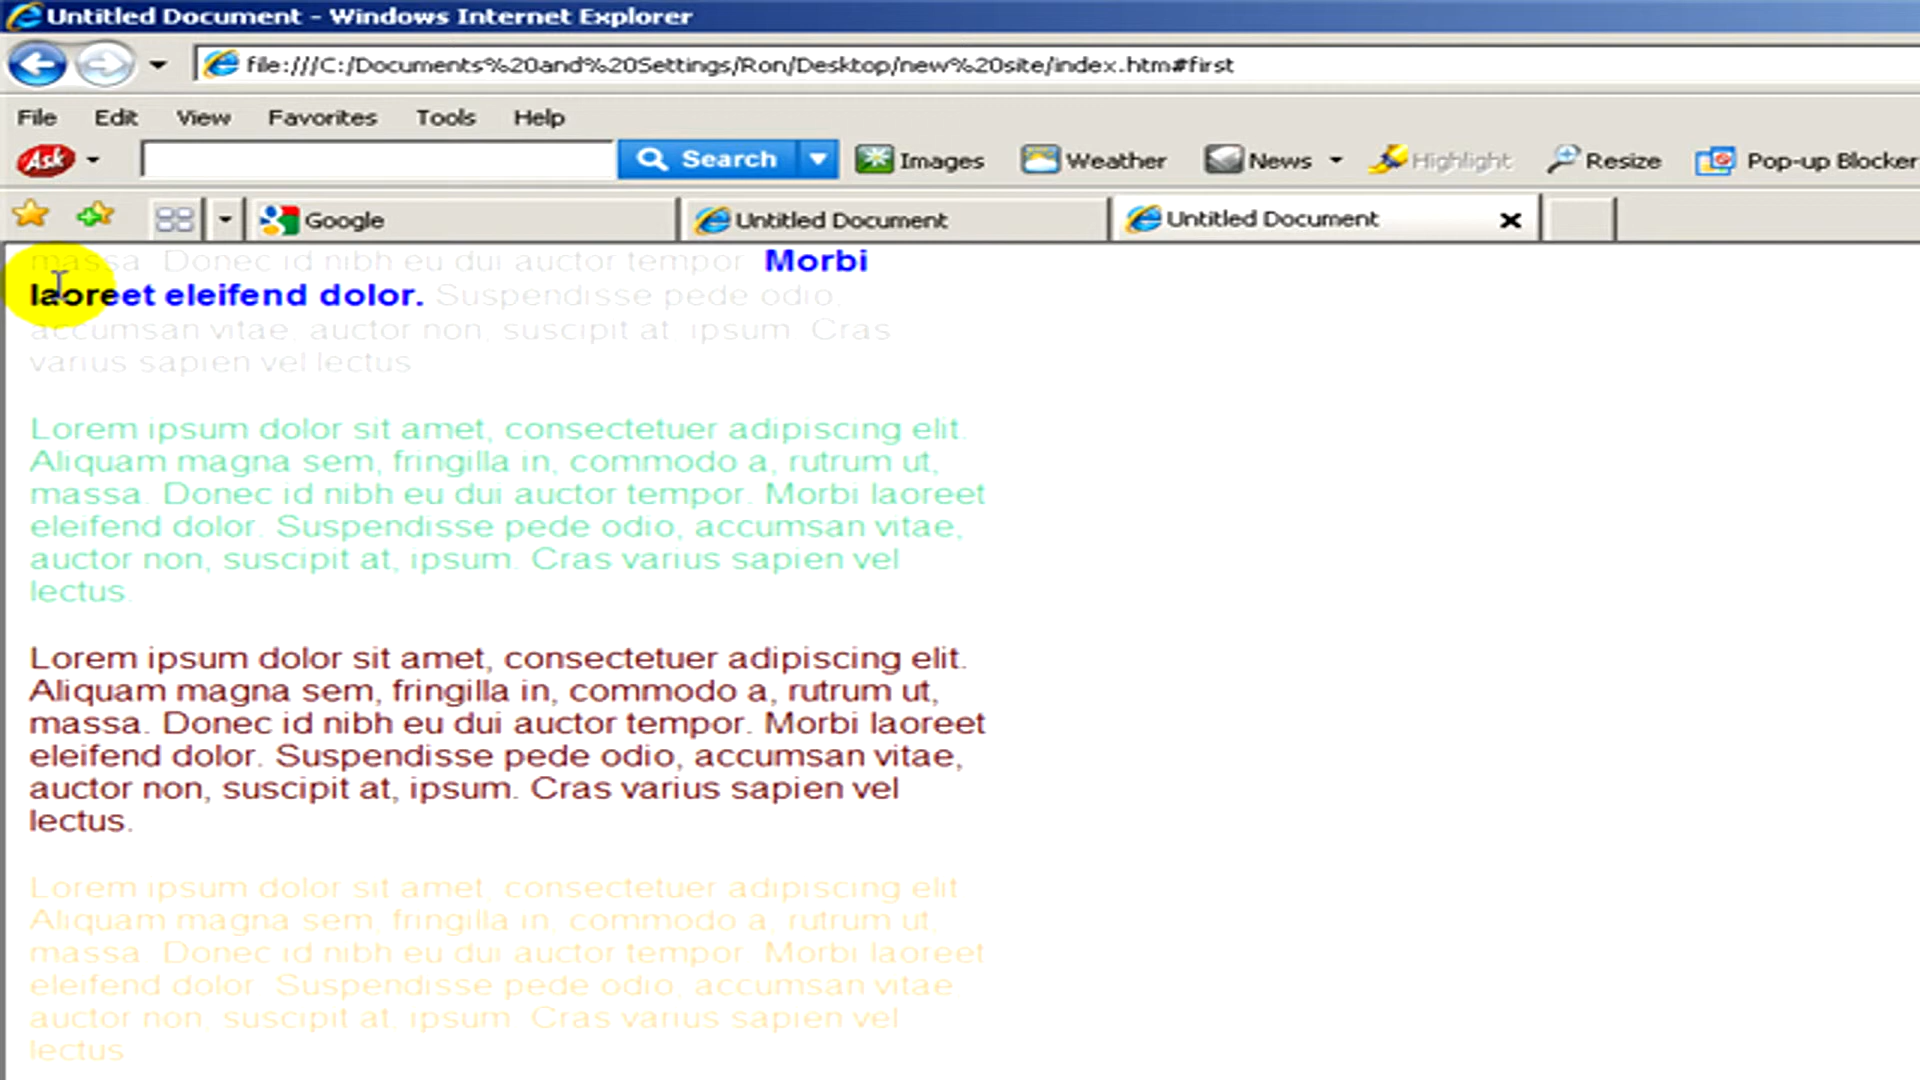 Untitled Document - Windows Internet Explorer
file:///C:/Documents%20and%20Settings/Ron/Desktop/new%20site/index.htm#first
File Edit View Favorites Tools Help
Ask Search Images Weather News Highlight Resize Pop-up Blocker
Google Untitled Document Untitled Document
massa. Donec id nibh eu dui auctor tempor. Morbi
laoreet eleifend dolor. Suspendisse pede odio,
accumsan vitae, auctor non, suscipit at, ipsum. Cras
varius sapien vel lectus.
Lorem ipsum dolor sit amet, consectetuer adipiscing elit.
Aliquam magna sem, fringilla in, commodo a, rutrum ut,
massa. Donec id nibh eu dui auctor tempor. Morbi laoreet
eleifend dolor. Suspendisse pede odio, accumsan vitae,
auctor non, suscipit at, ipsum. Cras varius sapien vel
lectus.
Lorem ipsum dolor sit amet, consectetuer adipiscing elit.
Aliquam magna sem, fringilla in, commodo a, rutrum ut,
massa. Donec id nibh eu dui auctor tempor. Morbi laoreet
eleifend dolor. Suspendisse pede odio, accumsan vitae,
auctor non, suscipit at, ipsum. Cras varius sapien vel
lectus.
Lorem ipsum dolor sit amet, consectetuer adipiscing elit.
Aliquam magna sem, fringilla in, commodo a, rutrum ut,
massa. Donec id nibh eu dui auctor tempor. Morbi laoreet
eleifend dolor. Suspendisse pede odio, accumsan vitae,
auctor non, suscipit at, ipsum. Cras varius sapien vel
lectus.